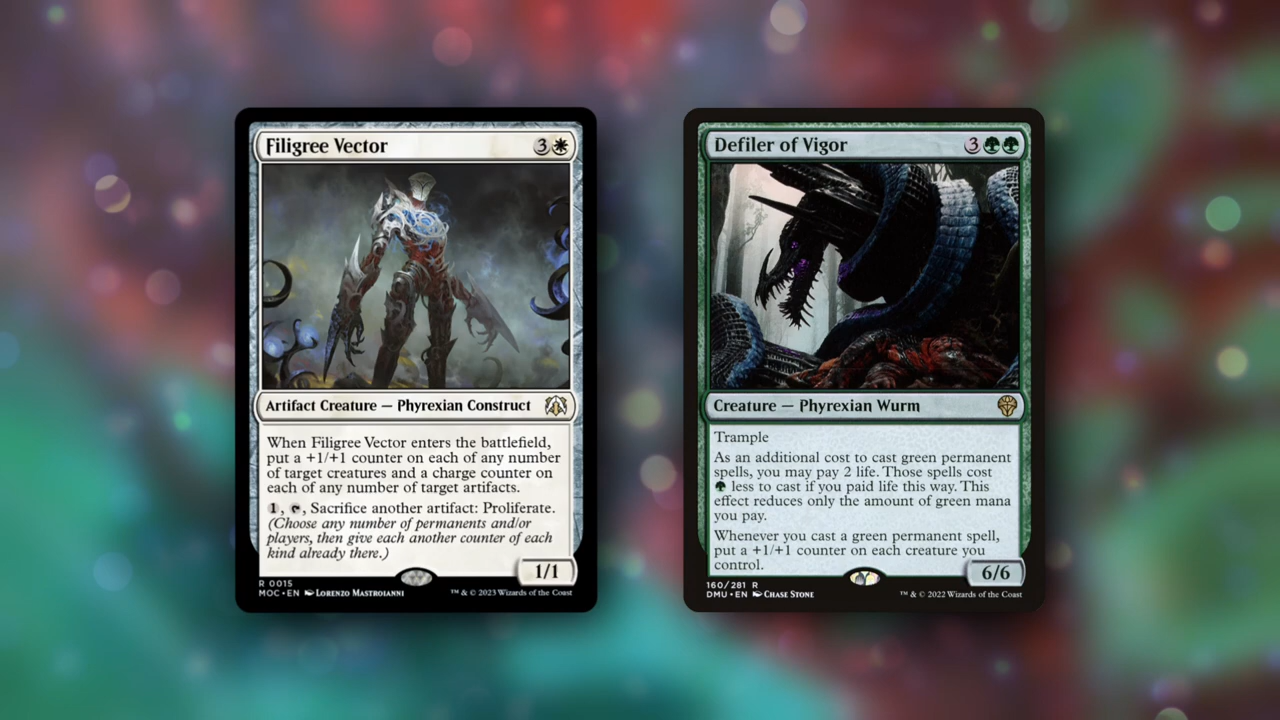 Filigree Vector 3
Artifact Creature — Phyrexian Construct
When Filigree Vector enters the battlefield,
put a +1/+1 counter on each of any number
of target creatures and a charge counter on
each of any number of target artifacts.
1, , Sacrifice another artifact: Proliferate.
(Choose any number of permanents and/or
players, then give each another counter of each
kind already there.)
1/1
R 0015
MOC • EN Lorenzo Mastroianni
™ & © 2023 Wizards of the Coast
Defiler of Vigor 3
Creature — Phyrexian Wurm
Trample
As an additional cost to cast green permanent
spells, you may pay 2 life. Those spells cost
less to cast if you paid life this way. This
effect reduces only the amount of green mana
you pay.
Whenever you cast a green permanent spell,
put a +1/+1 counter on each creature you
control.
6/6
160/281 R
DMU • EN Chase Stone
™ & © 2022 Wizards of the Coast